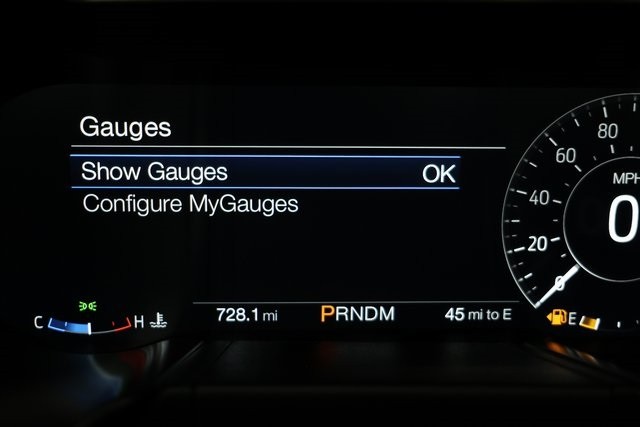 Gauges
Show Gauges OK
Configure MyGauges
80
60
40
20
0
MPH
0
C H
728.1 mi PRNDM 45 mi to E
E